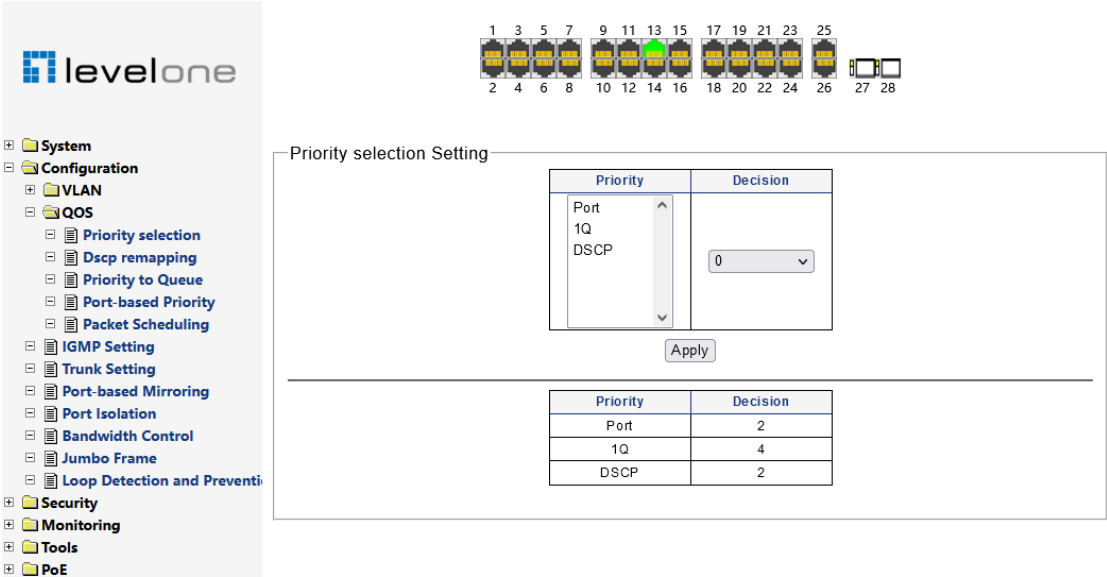 1 3 5 7 9 11 13 15 17 19 21 23 25
levelone
2 4 6 8 10 12 14 16 18 20 22 24 26 27 28
System
Configuration
VLAN
QOS
Priority selection
Dscp remapping
Priority to Queue
Port-based Priority
Packet Scheduling
IGMP Setting
Trunk Setting
Port-based Mirroring
Port Isolation
Bandwidth Control
Jumbo Frame
Loop Detection and Preventi
Security
Monitoring
Tools
PoE
Priority selection Setting
Priority Decision
Port
1Q
DSCP
0
Apply
Priority Decision
Port 2
1Q 4
DSCP 2